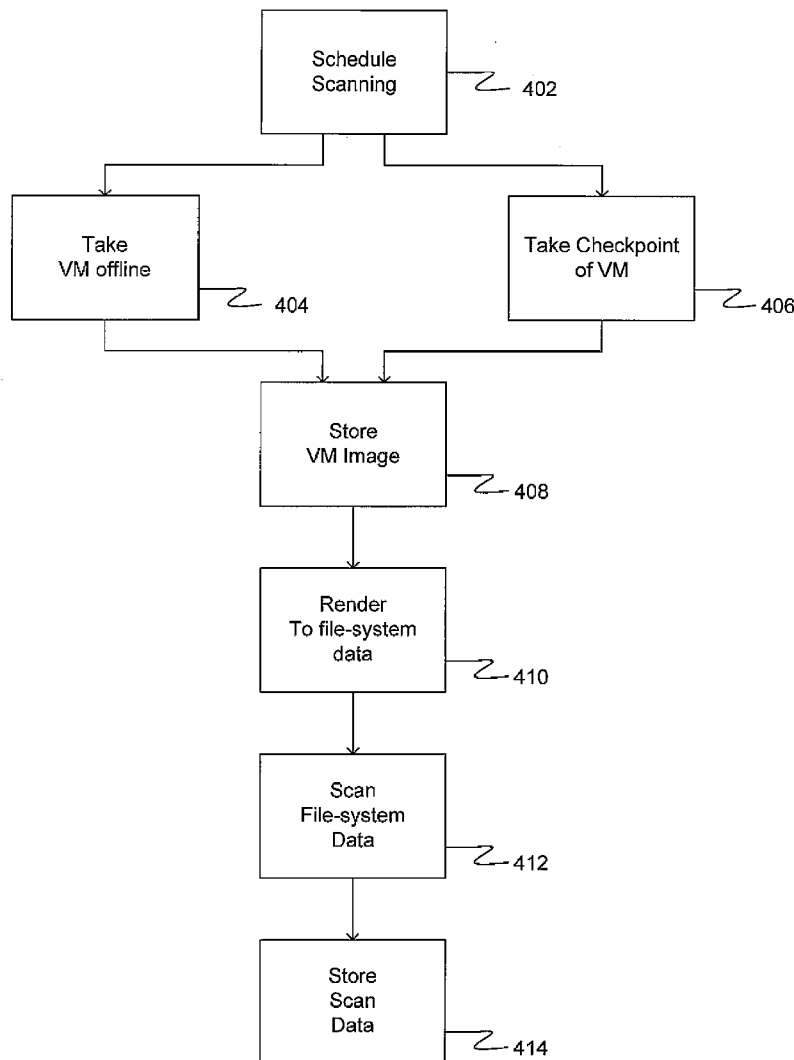 Schedule
Scanning
402
Take
VM offline
404
Take Checkpoint
of VM
406
Store
VM Image
408
Render
To file-system
data
410
Scan
File-system
Data
412
Store
Scan
Data
414